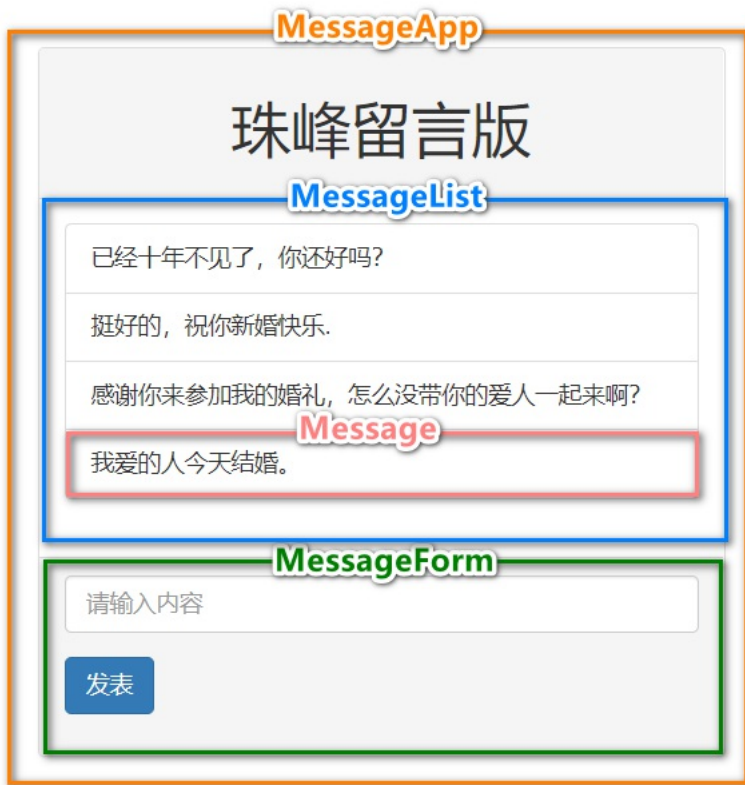 MessageApp
珠峰留言版
MessageList
已经十年不见了，你还好吗?
挺好的，祝你新婚快乐.
感谢你来参加我的婚礼，怎么没带你的爱人一起来啊?
Message
我爱的人今天结婚。
MessageForm
请输入内容
发表